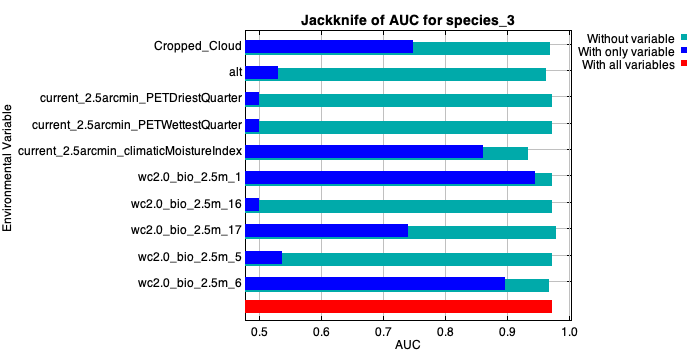 Jackknife of AUC for species_3
Without variable
With only variable
With all variables
Environmental Variable
Cropped_Cloud
alt
current_2.5arcmin_PETDriestQuarter
current_2.5arcmin_PETWettestQuarter
current_2.5arcmin_climaticMoistureIndex
wc2.0_bio_2.5m_1
wc2.0_bio_2.5m_16
wc2.0_bio_2.5m_17
wc2.0_bio_2.5m_5
wc2.0_bio_2.5m_6
0.5 0.6 0.7 0.8 0.9 1.0
AUC